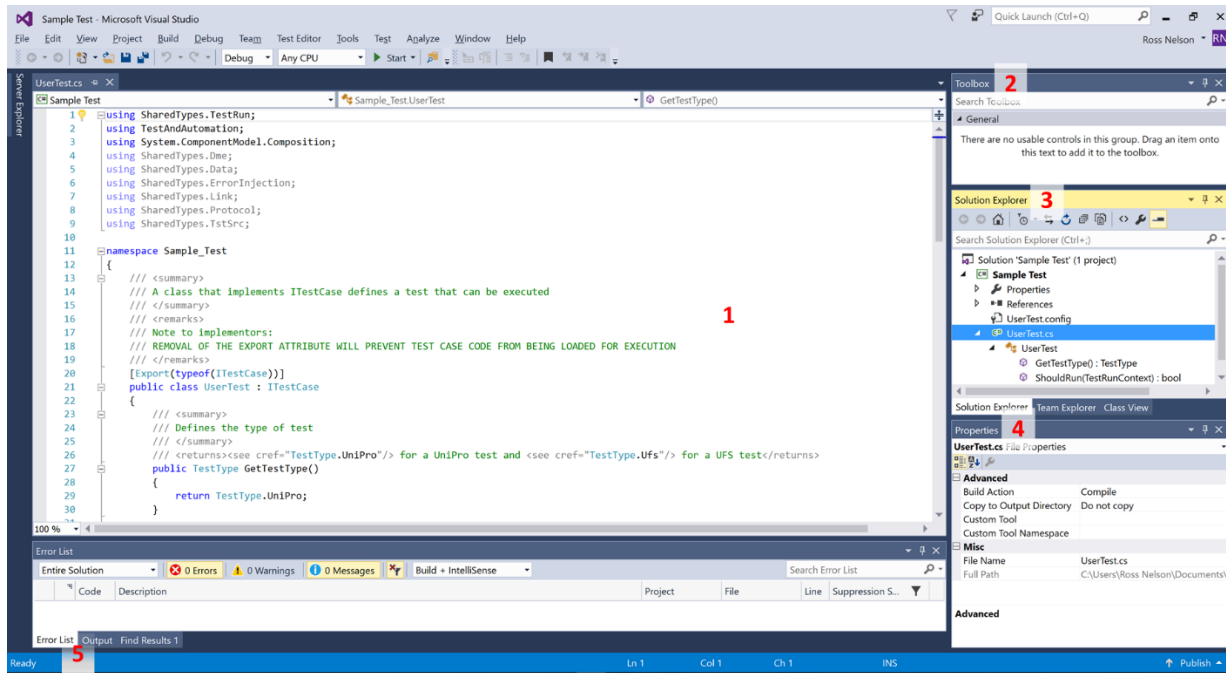 Sample Test - Microsoft Visual Studio
Quick Launch (Ctrl+Q)
File Edit View Project Build Debug Team Test Editor Tools Test Analyze Window Help
Ross Nelson RN
Debug Any CPU Start
Server Explorer
UserTest.cs
Sample Test Sample_Test.UserTest GetTestType()
1 using SharedTypes.TestRun;
2 using TestAndAutomation;
3 using System.ComponentModel.Composition;
4 using SharedTypes.Dme;
5 using SharedTypes.Data;
6 using SharedTypes.ErrorInjection;
7 using SharedTypes.Link;
8 using SharedTypes.Protocol;
9 using SharedTypes.TstSrc;
10
11 namespace Sample_Test
12 {
13 /// <summary>
14 /// A class that implements ITestCase defines a test that can be executed
15 /// </summary>
16 /// <remarks>
17 /// Note to implementors:
18 /// REMOVAL OF THE EXPORT ATTRIBUTE WILL PREVENT TEST CASE CODE FROM BEING LOADED FOR EXECUTION
19 /// </remarks>
20 [Export(typeof(ITestCase))]
21 public class UserTest : ITestCase
22 {
23 /// <summary>
24 /// Defines the type of test
25 /// </summary>
26 /// <returns><see cref="TestType.UniPro"/> for a UniPro test and <see cref="TestType.Ufs"/> for a UFS test</returns>
27 public TestType GetTestType()
28 {
29 return TestType.UniPro;
30 }
100 %
1
Toolbox 2
Search Toolbox
General
There are no usable controls in this group. Drag an item onto
this text to add it to the toolbox.
Solution Explorer 3
Search Solution Explorer (Ctrl+;)
Solution 'Sample Test' (1 project)
Sample Test
Properties
References
UserTest.config
UserTest.cs
UserTest
GetTestType() : TestType
ShouldRun(TestRunContext) : bool
Solution Explorer Team Explorer Class View
Properties 4
UserTest.cs File Properties
Advanced
Build Action Compile
Copy to Output Directory Do not copy
Custom Tool
Custom Tool Namespace
Misc
File Name UserTest.cs
Full Path C:\Users\Ross Nelson\Documents\
Advanced
Error List
Entire Solution 0 Errors 0 Warnings 0 Messages Build + IntelliSense Search Error List
Code Description Project File Line Suppression S...
Error List Output Find Results 1
5
Ready Ln 1 Col 1 Ch 1 INS Publish